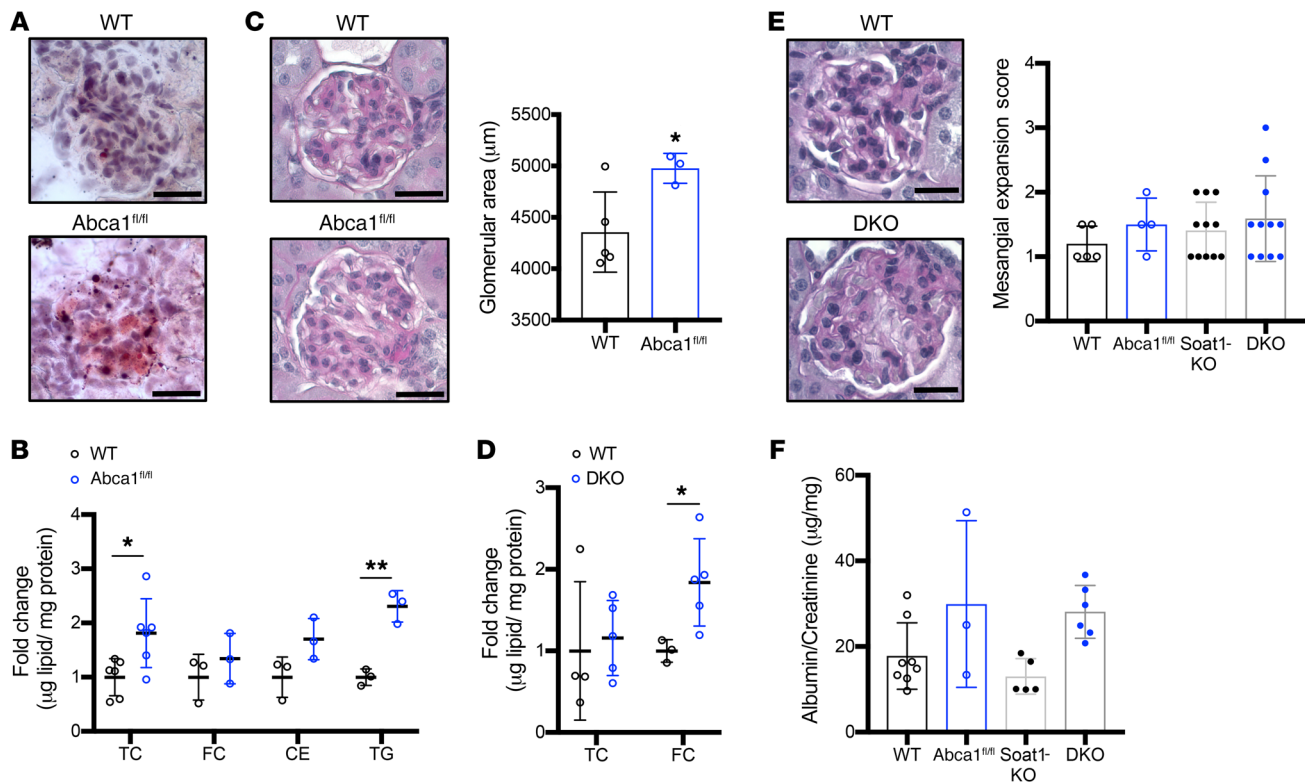 A
WT
Abca1fl/fl
C
WT
Abca1fl/fl
Glomerular area (μm)
5500
5000
4500
4000
3500
*
WT
Abca1fl/fl
E
WT
DKO
Mesangial expansion score
4
3
2
1
0
WT
Abca1fl/fl
Soat1-
KO
DKO
B
WT
Abca1fl/fl
Fold change
(μg lipid/ mg protein)
4
3
2
1
0
*
**
TC
FC
CE
TG
D
WT
DKO
Fold change
(μg lipid/ mg protein)
3
2
1
0
*
TC
FC
F
Albumin/Creatinine (μg/mg)
60
40
20
0
WT
Abca1fl/fl
Soat1-
KO
DKO